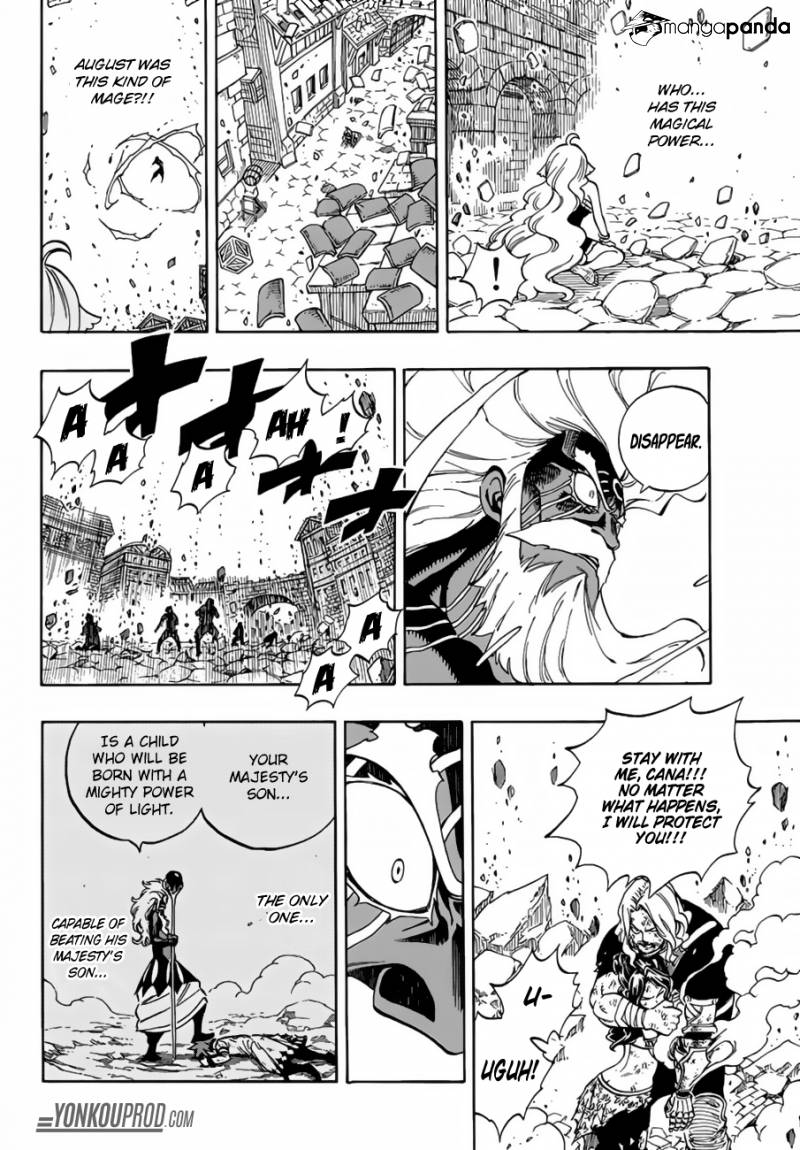 mangapanda
WHO...
HAS THIS
MAGICAL
POWER...
!
AUGUST WAS
THIS KIND OF
MAGE?!!
DISAPPEAR.
A
A
A
AH
A
!
A
A
STAY WITH
ME, CANA!!!
NO MATTER
WHAT HAPPENS,
I WILL PROTECT
YOU!!!
U-
UGUH!
YOUR
MAJESTY'S
SON...
IS A CHILD
WHO WILL BE
BORN WITH A
MIGHTY POWER
OF LIGHT.
THE ONLY
ONE...
CAPABLE OF
BEATING HIS
MAJESTY'S
SON...
YONKOUPROD.COM